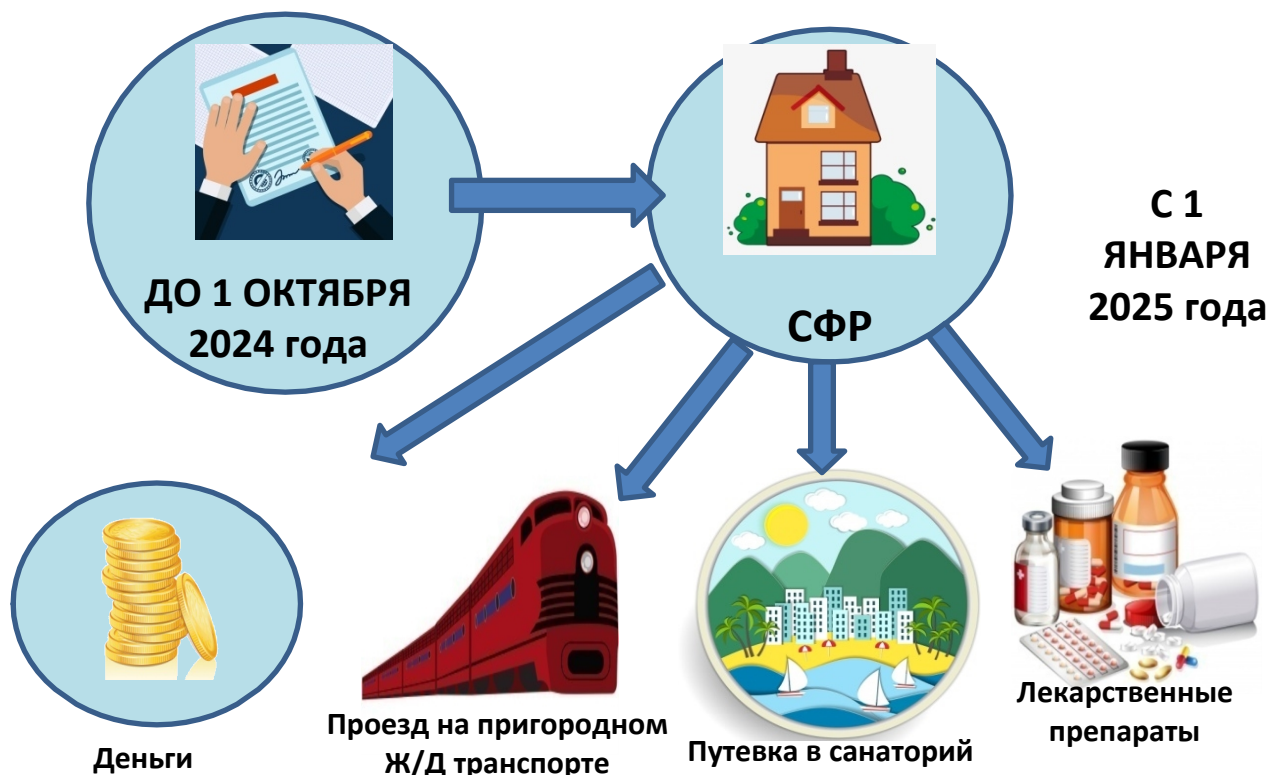 ДО 1 ОКТЯБРЯ
2024 года
СФР
С 1
ЯНВАРЯ
2025 года
Деньги
Проезд на пригородном
Ж/Д транспорте
Путевка в санаторий
Лекарственные
препараты